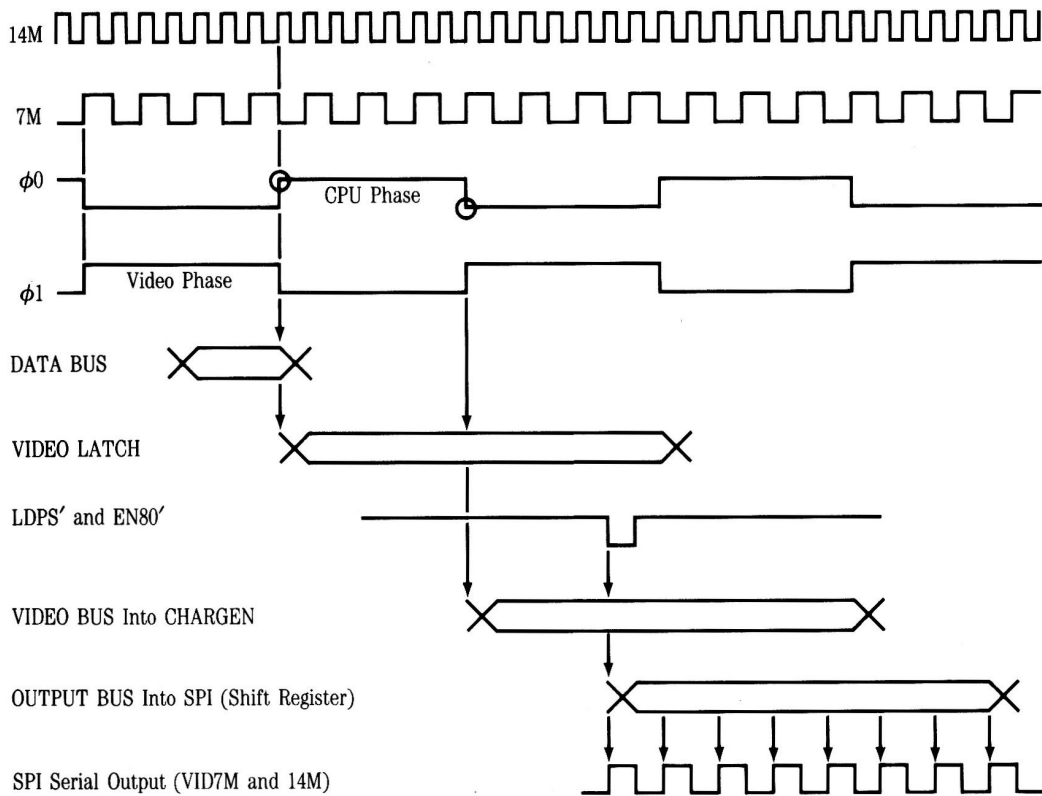 14M
7M
ϕ0
CPU Phase
ϕ1
Video Phase
DATA BUS
VIDEO LATCH
LDPS′ and EN80′
VIDEO BUS Into CHARGEN
OUTPUT BUS Into SPI (Shift Register)
SPI Serial Output (VID7M and 14M)